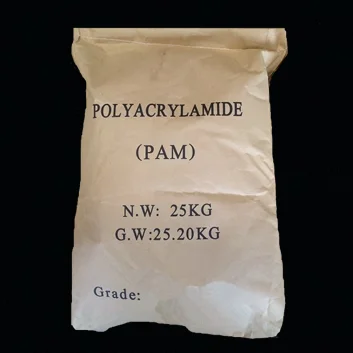 POLYACRYLAMIDE
(PAM)
N.W: 25KG
G.W:25.20KG
Grade: